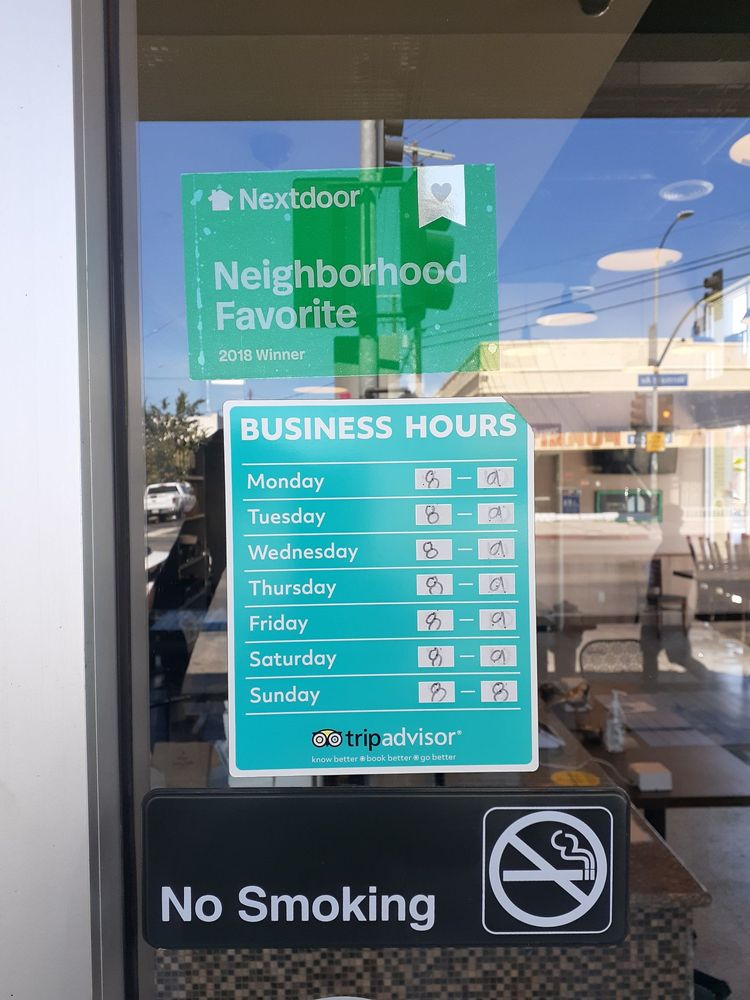 Nextdoor
Neighborhood
Favorite
2018 Winner
BUSINESS HOURS
Monday 8 – 9
Tuesday 8 – 9
Wednesday 8 – 9
Thursday 8 – 9
Friday 8 – 9
Saturday 8 – 9
Sunday 8 – 8
tripadvisor®
know better book better go better
No Smoking